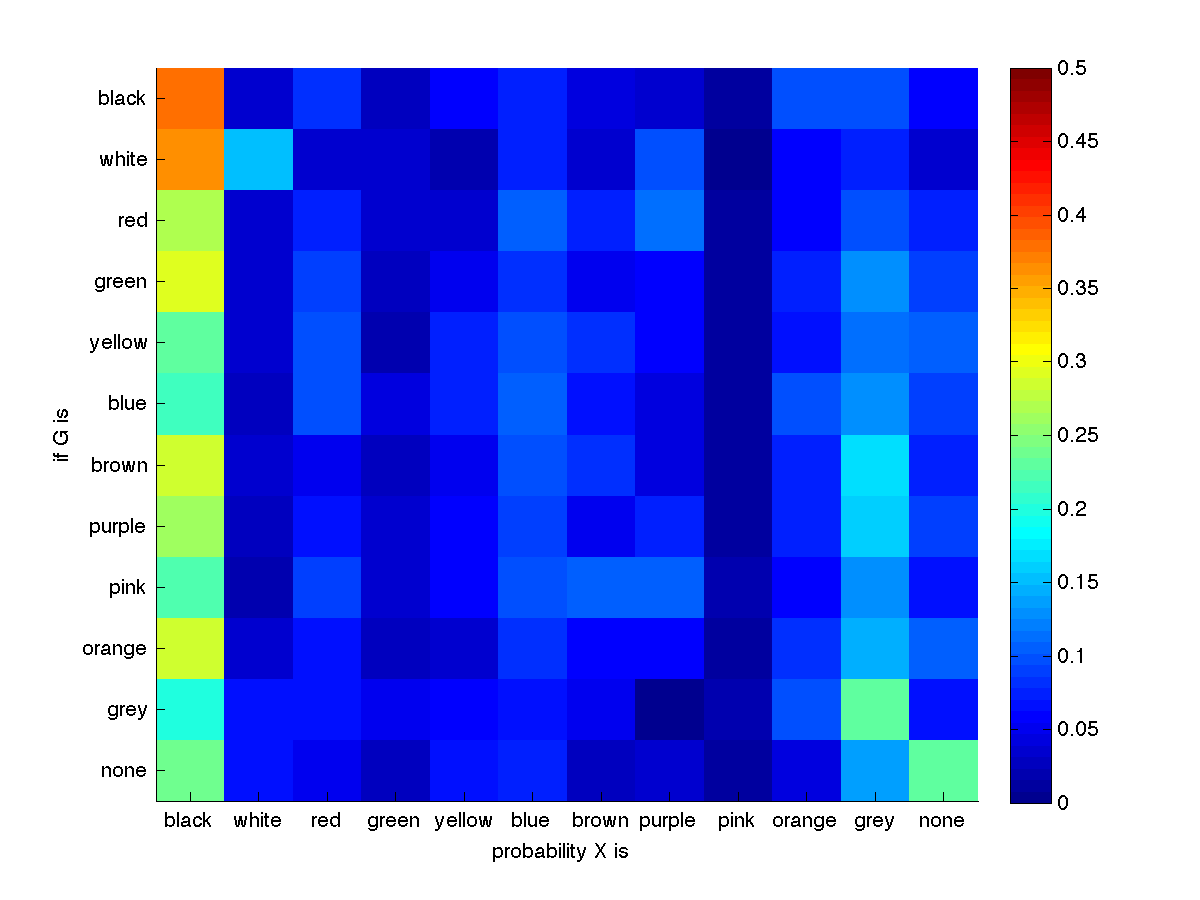 black
white
red
green
yellow
blue
brown
purple
pink
orange
grey
none
if G is
black white red green yellow blue brown purple pink orange grey none
probability X is
0.5
0.45
0.4
0.35
0.3
0.25
0.2
0.15
0.1
0.05
0